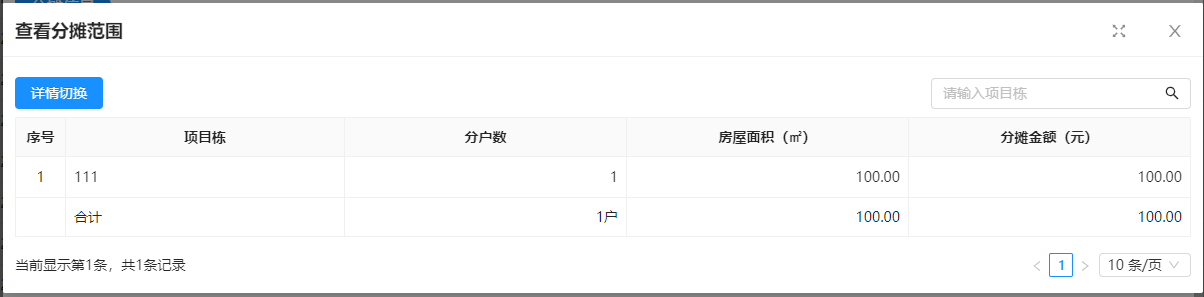 查看分摊范围
详情切换
请输入项目栋
序号 项目栋 分户数 房屋面积（㎡） 分摊金额（元）
1 111 1 100.00 100.00
合计 1户 100.00 100.00
当前显示第1条，共1条记录
1 10 条/页